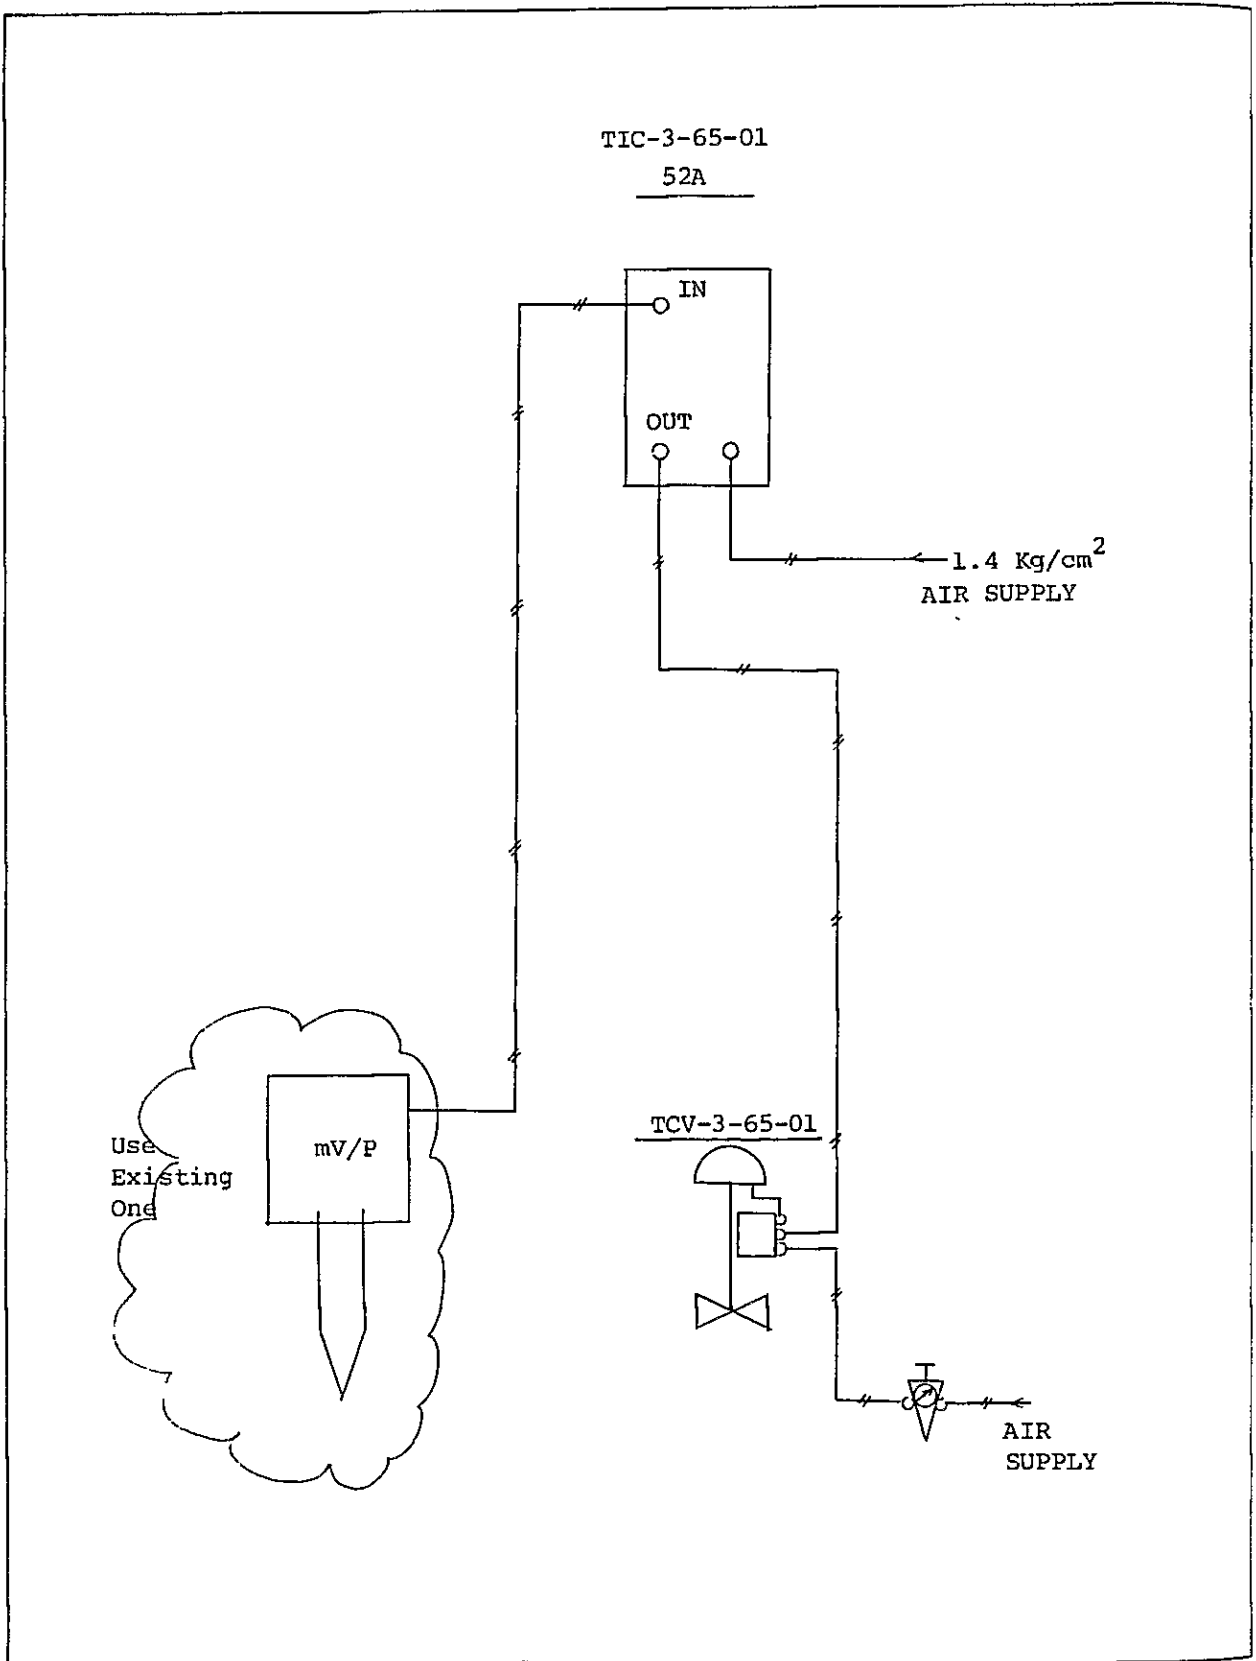 TIC-3-65-01
52A
IN
OUT
1.4 Kg/cm²
AIR SUPPLY
Use
Existing
One
mV/P
TCV-3-65-01
AIR
SUPPLY